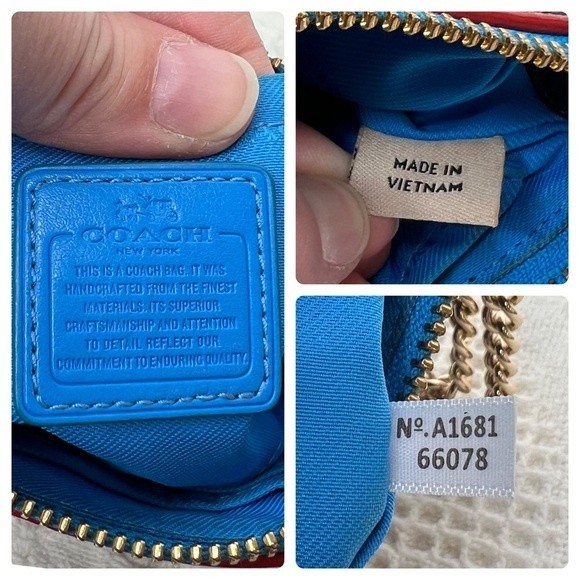 COACH
NEW YORK
THIS IS A COACH BAG. IT WAS
HANDCRAFTED FROM THE FINEST
MATERIALS. ITS SUPERIOR
CRAFTSMANSHIP AND ATTENTION
TO DETAIL REFLECT OUR
COMMITMENT TO ENDURING QUALITY.
MADE IN
VIETNAM
Nº.A1681
66078